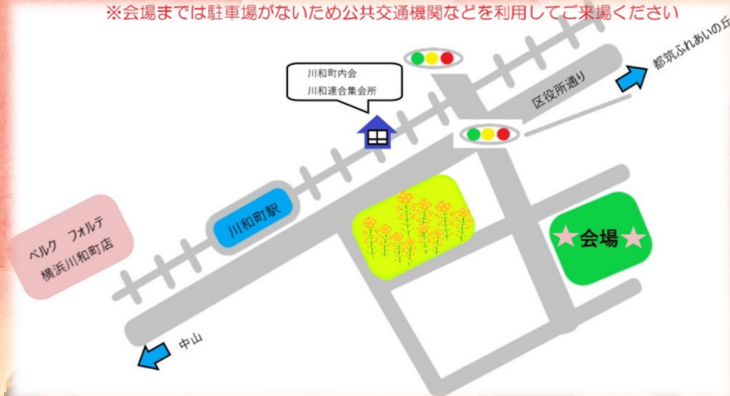 ※会場までは駐車場がないため公共交通機関などを利用してご来場ください
都筑ふれあいの丘
川和町内会
川和連合集会所
区役所通り
川和町駅
ベルク フォルテ
横浜川和町店
★会場★
中山